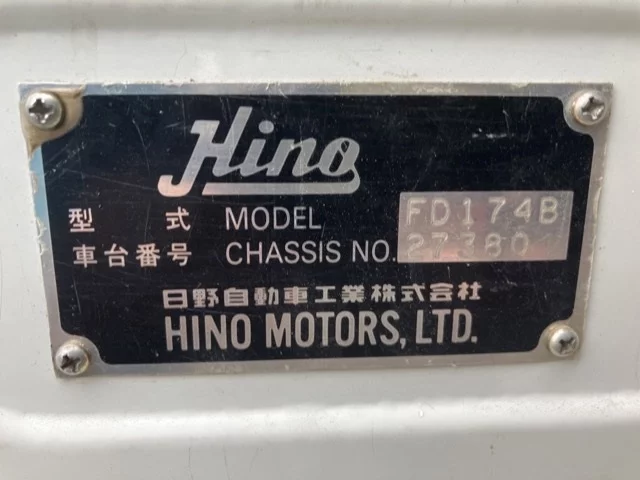 Hino
型 式 MODEL FD174B
車台番号 CHASSIS NO. 27380
日野自動車工業株式会社
HINO MOTORS, LTD.